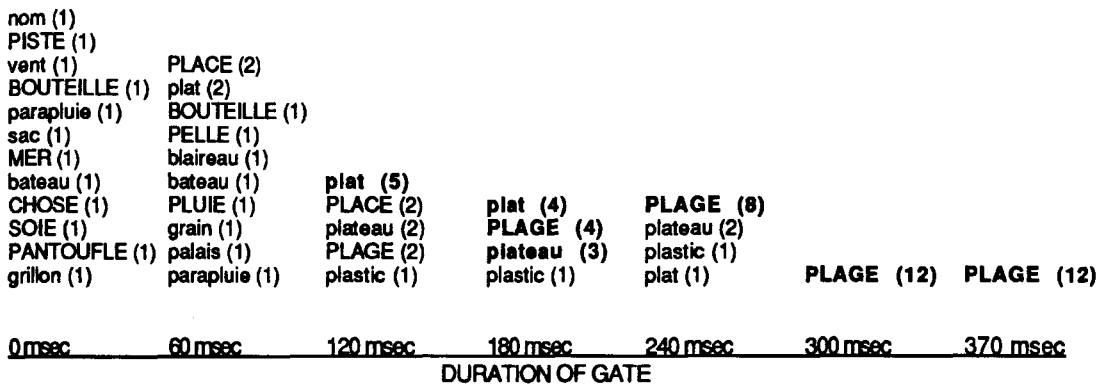 nom (1)
PISTE (1)
vent (1) PLACE (2)
BOUTEILLE (1) plat (2)
parapluie (1) BOUTEILLE (1)
sac (1) PELLE (1)
MER (1) blaireau (1)
bateau (1) bateau (1) plat (5)
CHOSE (1) PLUIE (1) PLACE (2) plat (4) PLAGE (8)
SOIE (1) grain (1) plateau (2) PLAGE (4) plateau (2)
PANTOUFLE (1) palais (1) PLAGE (2) plateau (3) plastic (1)
grillon (1) parapluie (1) plastic (1) plastic (1) plat (1) PLAGE (12) PLAGE (12)
0 msec 60 msec 120 msec 180 msec 240 msec 300 msec 370 msec
DURATION OF GATE